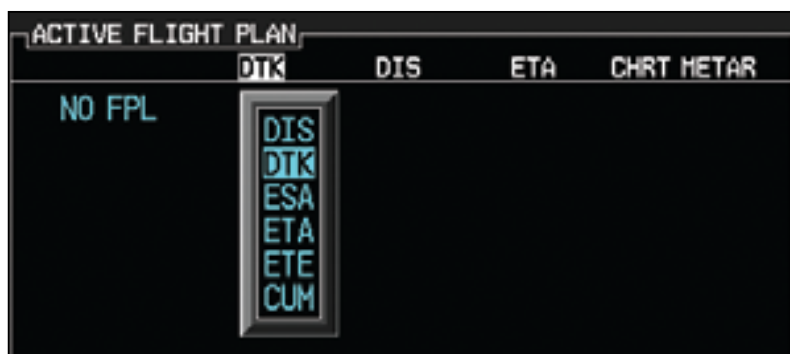 ACTIVE FLIGHT PLAN
DTK DIS ETA CHRT METAR
NO FPL
DIS
DTK
ESA
ETA
ETE
CUM